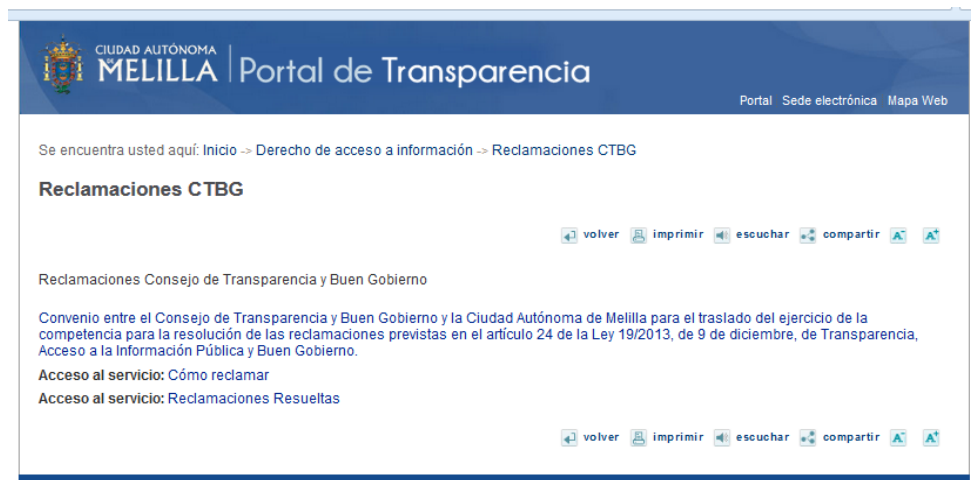 CIUDAD AUTÓNOMA
DE MELILLA | Portal de Transparencia
Portal Sede electrónica Mapa Web
Se encuentra usted aquí: Inicio -> Derecho de acceso a información -> Reclamaciones CTBG
Reclamaciones CTBG
volver imprimir escuchar compartir A- A+
Reclamaciones Consejo de Transparencia y Buen Gobierno
Convenio entre el Consejo de Transparencia y Buen Gobierno y la Ciudad Autónoma de Melilla para el traslado del ejercicio de la
competencia para la resolución de las reclamaciones previstas en el artículo 24 de la Ley 19/2013, de 9 de diciembre, de Transparencia,
Acceso a la Información Pública y Buen Gobierno.
Acceso al servicio: Cómo reclamar
Acceso al servicio: Reclamaciones Resueltas
volver imprimir escuchar compartir A- A+